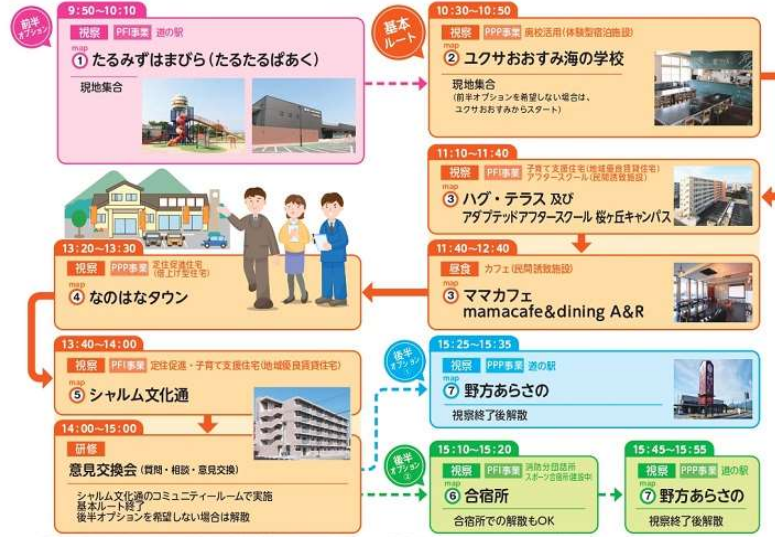 前半
オプション
9:50～10:10
視察 PFI事業 道の駅
map
① たるみずはまびら(たるたるぱあく)
現地集合
基本
ルート
10:30～10:50
視察 PPP事業 廃校活用(体験型宿泊施設)
map
② ユクサおおすみ海の学校
現地集合
(前半オプションを希望しない場合は、
ユクサおおすみからスタート)
11:10～11:40
視察 PFI事業 子育て支援住宅(地域優良賃貸住宅)
アフタースクール(民間誘致施設)
map
③ ハグ・テラス 及び
アダプテッドアフタースクール 桜ヶ丘キャンパス
11:40～12:40
昼食 カフェ(民間誘致施設)
map
③ ママカフェ
mamacafe&dining A&R
13:20～13:30
視察 PPP事業 定住促進住宅
(借上げ型住宅)
map
④ なのはなタウン
13:40～14:00
視察 PFI事業 定住促進・子育て支援住宅(地域優良賃貸住宅)
map
⑤ シャルム文化通
14:00～15:00
研修
意見交換会 (質問・相談・意見交換)
シャルム文化通のコミュニティールームで実施
基本ルート終了
後半オプションを希望しない場合は解散
後半
オプション
①
15:25～15:35
視察 PPP事業 道の駅
map
⑦ 野方あらさの
視察終了後解散
後半
オプション
②
15:10～15:20
視察 PFI事業 消防分団詰所
スポーツ合宿所(建設中)
map
⑥ 合宿所
合宿所での解散もOK
15:45～15:55
視察 PPP事業 道の駅
map
⑦ 野方あらさの
視察終了後解散